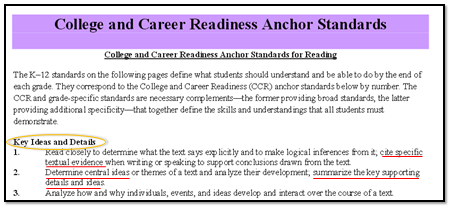 College and Career Readiness Anchor Standards
College and Career Readiness Anchor Standards for Reading
The K–12 standards on the following pages define what students should understand and be able to do by the end
of each grade. They correspond to the College and Career Readiness (CCR) anchor standards below by number. The
CCR and grade-specific standards are necessary complements—the former providing broad standards, the latter
providing additional specificity—that together define the skills and understandings that all students must
demonstrate.
Key Ideas and Details
1. Read closely to determine what the text says explicitly and to make logical inferences from it; cite specific
textual evidence when writing or speaking to support conclusions drawn from the text.
2. Determine central ideas or themes of a text and analyze their development; summarize the key supporting
details and ideas.
3. Analyze how and why individuals, events, and ideas develop and interact over the course of a text.